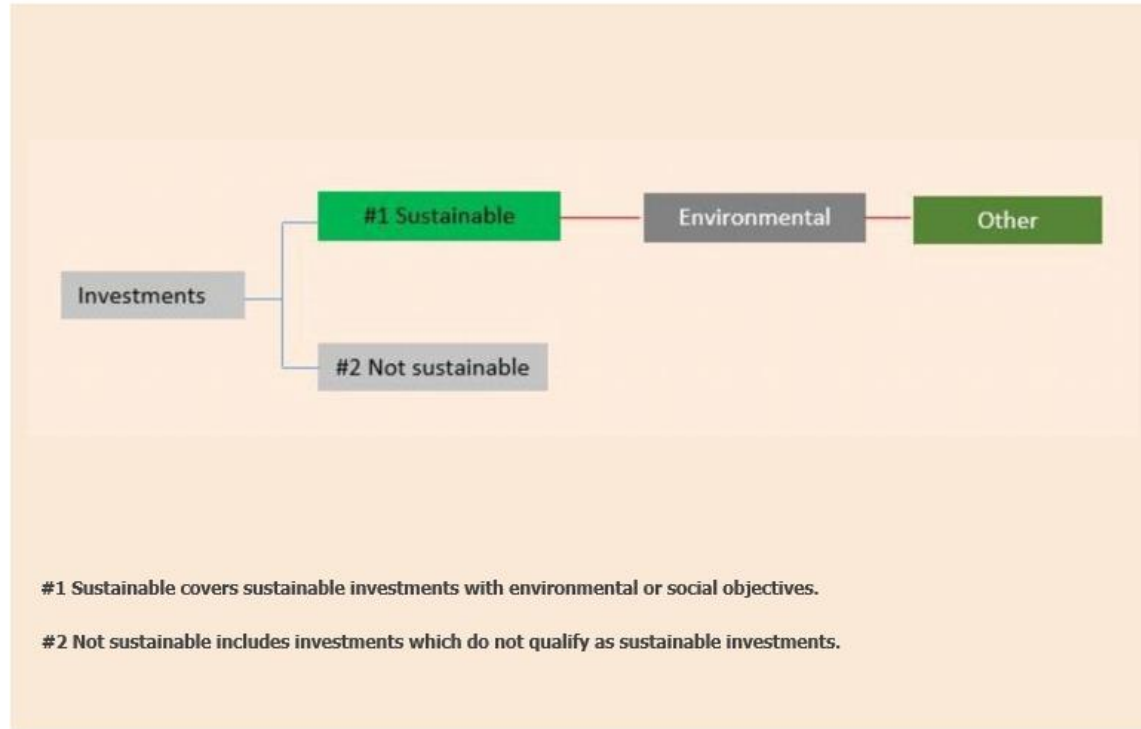 #1 Sustainable
Environmental
Other
Investments
#2 Not sustainable
#1 Sustainable covers sustainable investments with environmental or social objectives.
#2 Not sustainable includes investments which do not qualify as sustainable investments.